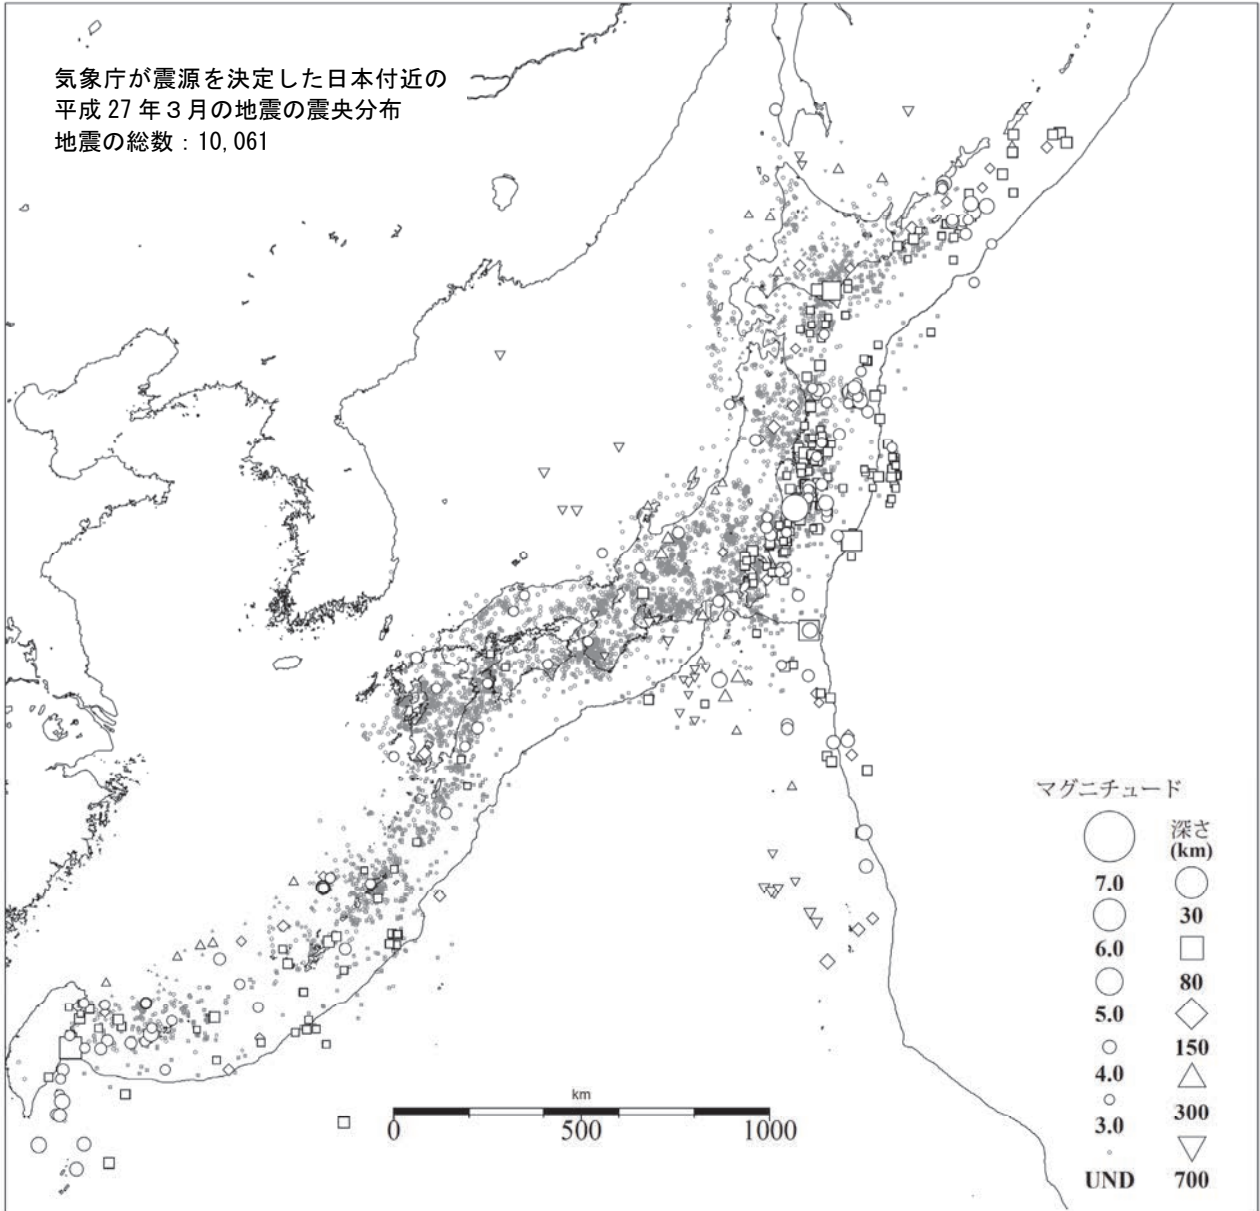 気象庁が震源を決定した日本付近の
平成27年3月の地震の震央分布
地震の総数：10,061
マグニチュード
深さ
(km)
7.0
30
6.0
80
5.0
150
4.0
300
3.0
UND 700
km
0 500 1000